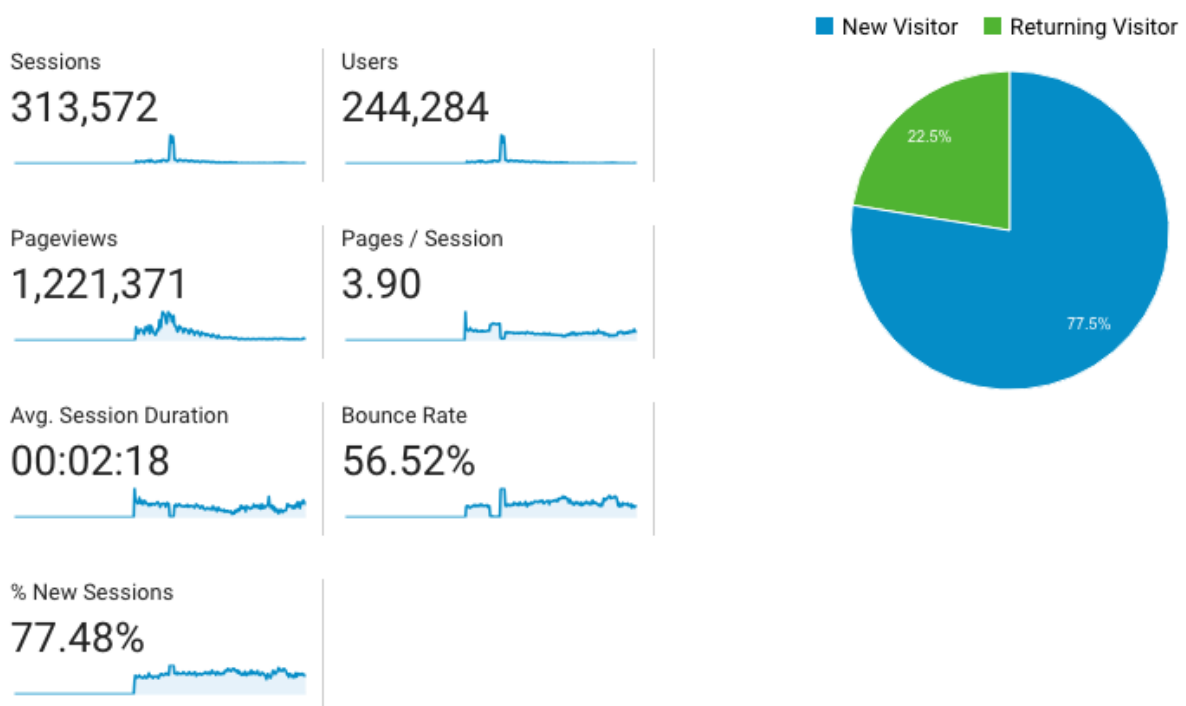 New Visitor Returning Visitor
Sessions
313,572
Users
244,284
22.5%
77.5%
Pageviews
1,221,371
Pages / Session
3.90
Avg. Session Duration
00:02:18
Bounce Rate
56.52%
% New Sessions
77.48%